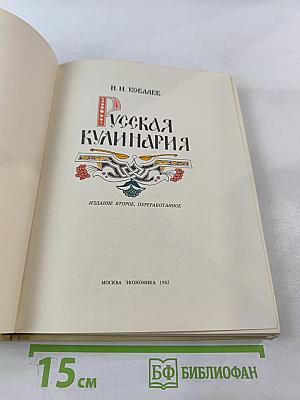 Н. И. КОВАЛЕВ
РУССКАЯ
КУЛИНАРИЯ
ИЗДАНИЕ ВТОРОЕ, ПЕРЕРАБОТАННОЕ
МОСКВА ЭКОНОМИКА 1982
15 см
БФ БИБЛИОФАН